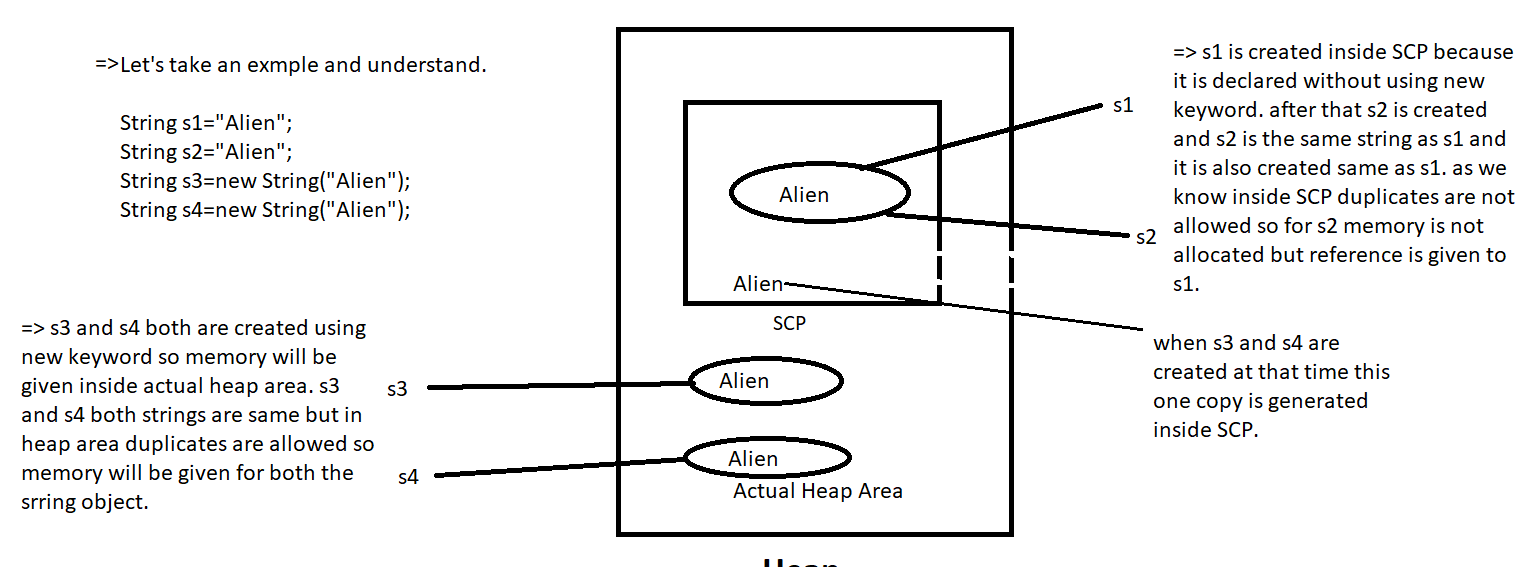 =>Let's take an exmple and understand.
String s1="Alien";
String s2="Alien";
String s3=new String("Alien");
String s4=new String("Alien");
=> s1 is created inside SCP because
it is declared without using new
keyword. after that s2 is created
and s2 is the same string as s1 and
it is also created same as s1. as we
know inside SCP duplicates are not
allowed so for s2 memory is not
allocated but reference is given to
s1.
s1
Alien
s2
Alien
SCP
when s3 and s4 are
created at that time this
one copy is generated
inside SCP.
=> s3 and s4 both are created using
new keyword so memory will be
given inside actual heap area. s3
and s4 both strings are same but in
heap area duplicates are allowed so
memory will be given for both the
srring object.
s3
Alien
s4
Alien
Actual Heap Area
Heap